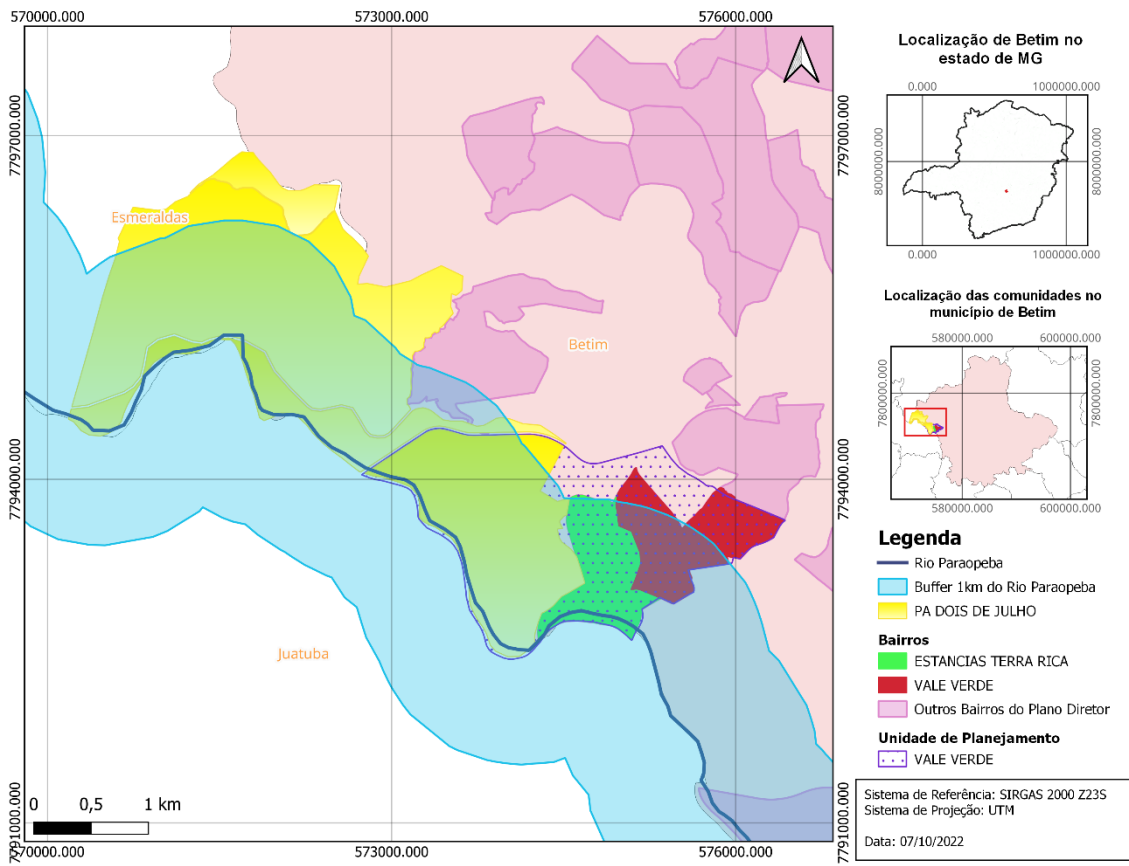 570000.000
573000.000
576000.000
7797000.000
7797000.000
7794000.000
7794000.000
7791000.000
7791000.000
Esmeraldas
Betim
Juatuba
0 0,5 1 km
570000.000
573000.000
576000.000
Localização de Betim no
estado de MG
0.000
1000000.000
8000000.000
8000000.000
0.000
1000000.000
Localização das comunidades no
município de Betim
580000.000
600000.000
7800000.000
7800000.000
580000.000
600000.000
Legenda
Rio Paraopeba
Buffer 1km do Rio Paraopeba
PA DOIS DE JULHO
Bairros
ESTANCIAS TERRA RICA
VALE VERDE
Outros Bairros do Plano Diretor
Unidade de Planejamento
VALE VERDE
Sistema de Referência: SIRGAS 2000 Z23S
Sistema de Projeção: UTM
Data: 07/10/2022